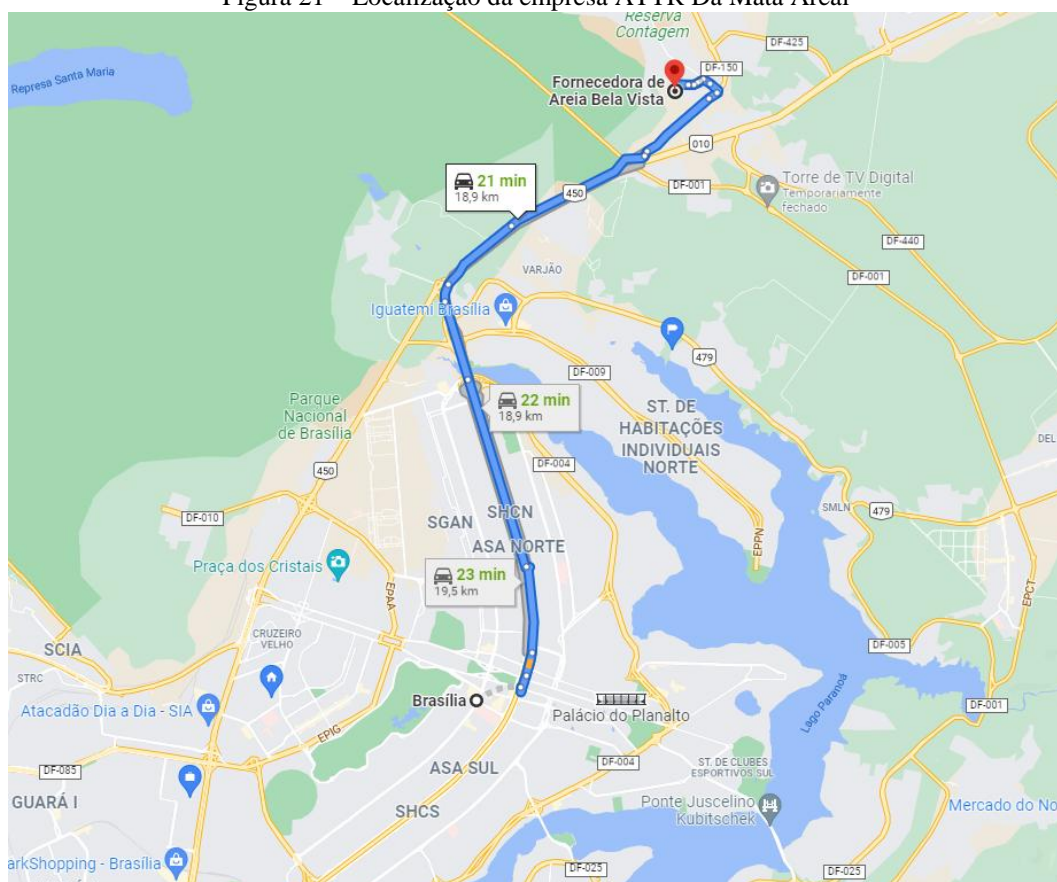 Figura 21 – Localização da empresa ATTR Da Mata Areal
Reserva
Contagem
DF-425
Represa Santa Maria
DF-150
Fornecedora de
Areia Bela Vista
010
21 min
18,9 km
450
DF-001
Torre de TV Digital
Temporariamente
fechado
DF-440
DF-001
VARJÃO
Iguatemi Brasília
479
DF-009
Parque
Nacional
de Brasília
22 min
18,9 km
ST. DE
HABITAÇÕES
INDIVIDUAIS
NORTE
DEL
450
DF-004
SMLN
479
DF-010
SGAN
SHCN
ASA NORTE
EPPN
Praça dos Cristais
23 min
19,5 km
EPAA
EPCT
CRUZEIRO
VELHO
SCIA
DF-005
STRC
Brasília
Atacadão Dia a Dia - SIA
Palácio do Planalto
Lago Paranoá
DF-001
EPIG
DF-085
ASA SUL
DF-004
ST. DE CLUBES
ESPORTIVOS SUL
GUARÁ I
SHCS
Ponte Juscelino
Kubitschek
Mercado do No
arkShopping - Brasília
DF-025
DF-025